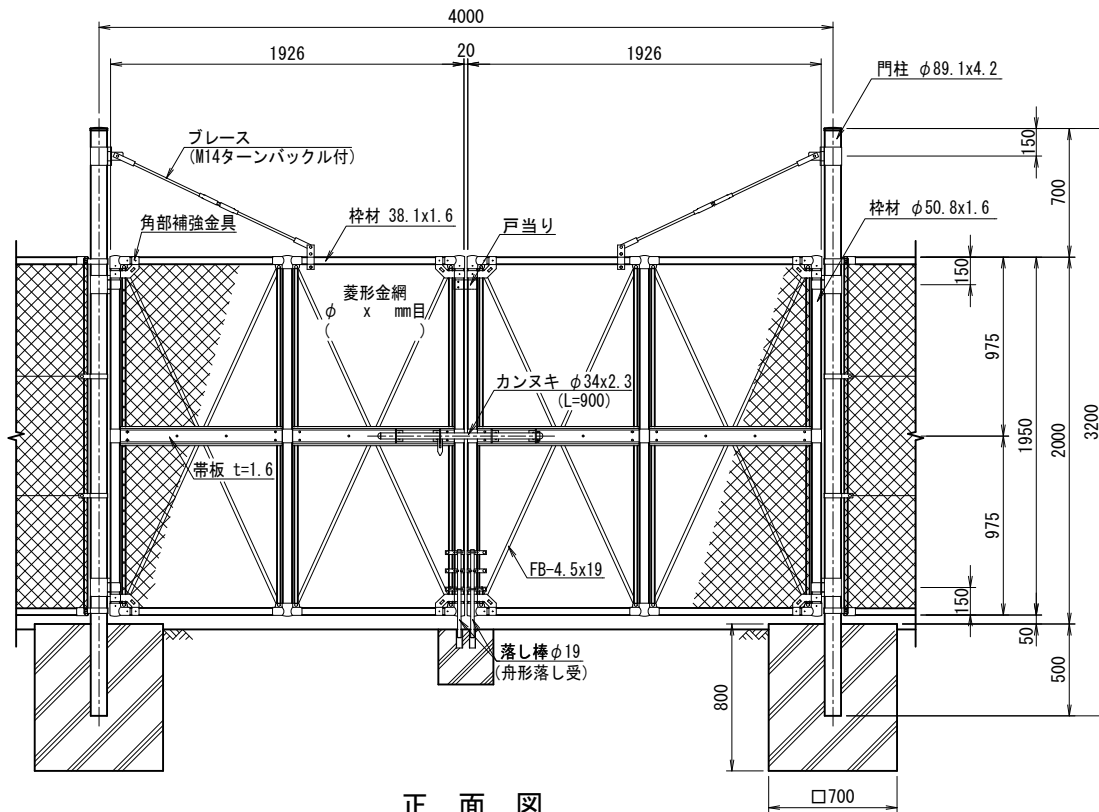 4000
1926
20
1926
門柱 φ89.1x4.2
ブレース
(M14ターンバックル付)
150
700
角部補強金具
枠材 38.1x1.6
戸当り
枠材 φ50.8x1.6
150
菱形金網
φ x mm目
( )
975
カンヌキ φ34x2.3
(L=900)
1950
2000
3200
帯板 t=1.6
975
FB-4.5x19
150
50
落し棒φ19
(舟形落し受)
500
800
□700
正面図